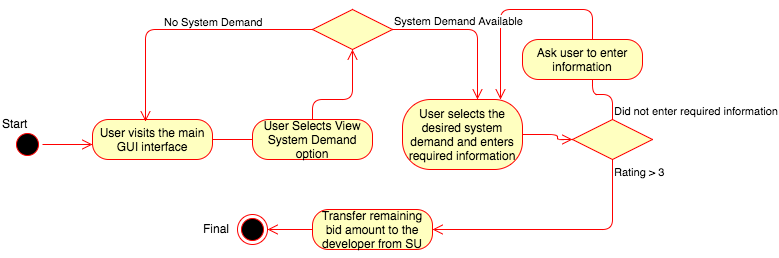 No System Demand
System Demand Available
Ask user to enter
information
Start
User visits the main
GUI interface
User Selects View
System Demand
option
User selects the
desired system
demand and enters
required information
Did not enter required information
Rating > 3
Final
Transfer remaining
bid amount to the
developer from SU